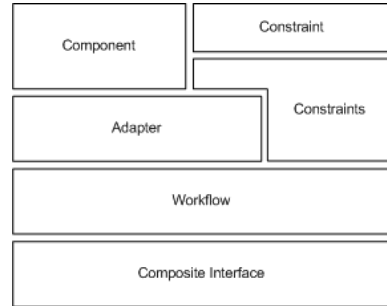 Component
Constraint
Constraints
Adapter
Workflow
Composite Interface